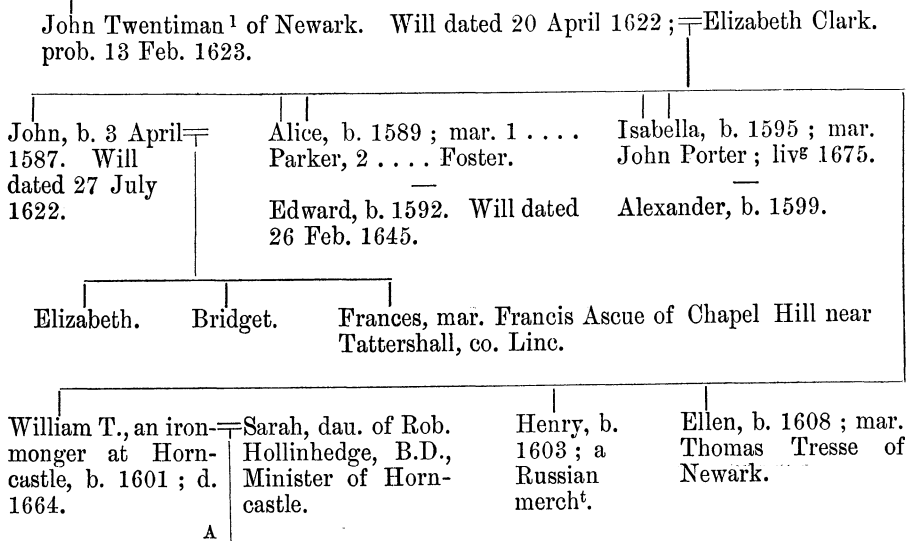 John Twentiman ¹ of Newark. Will dated 20 April 1622 ; Elizabeth Clark.
prob. 13 Feb. 1623.
John, b. 3 April
1587. Will
dated 27 July
1622.
Alice, b. 1589 ; mar. 1 . . . .
Parker, 2 . . . . Foster.
Edward, b. 1592. Will dated
26 Feb. 1645.
Isabella, b. 1595 ; mar.
John Porter ; livᵍ 1675.
Alexander, b. 1599.
Elizabeth.
Bridget.
Frances, mar. Francis Ascue of Chapel Hill near
Tattershall, co. Linc.
William T., an iron-
monger at Horn-
castle, b. 1601 ; d.
1664.
A
Sarah, dau. of Rob.
Hollinhedge, B.D.,
Minister of Horn-
castle.
Henry, b.
1603 ; a
Russian
mercht.
Ellen, b. 1608 ; mar.
Thomas Tresse of
Newark.